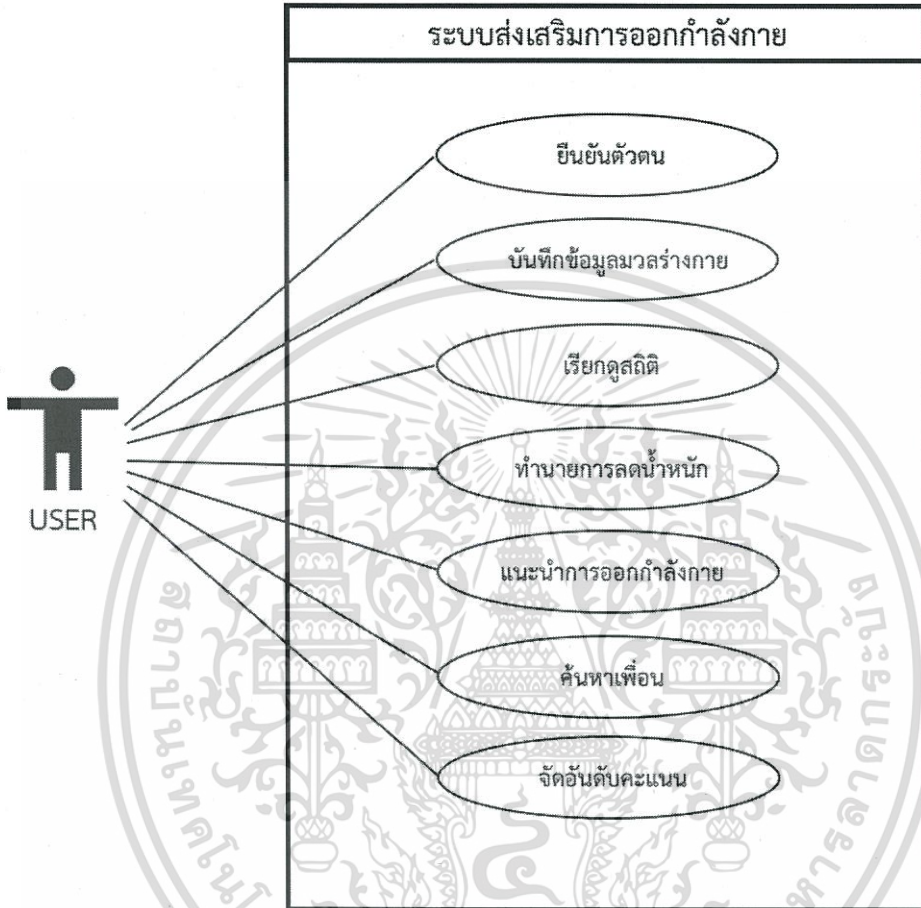 ระบบส่งเสริมการออกกำลังกาย
ยืนยันตัวตน
บันทึกข้อมูลมวลร่างกาย
เรียกดูสถิติ
ทำนายการลดน้ำหนัก
แนะนำการออกกำลังกาย
ค้นหาเพื่อน
จัดอันดับคะแนน
USER